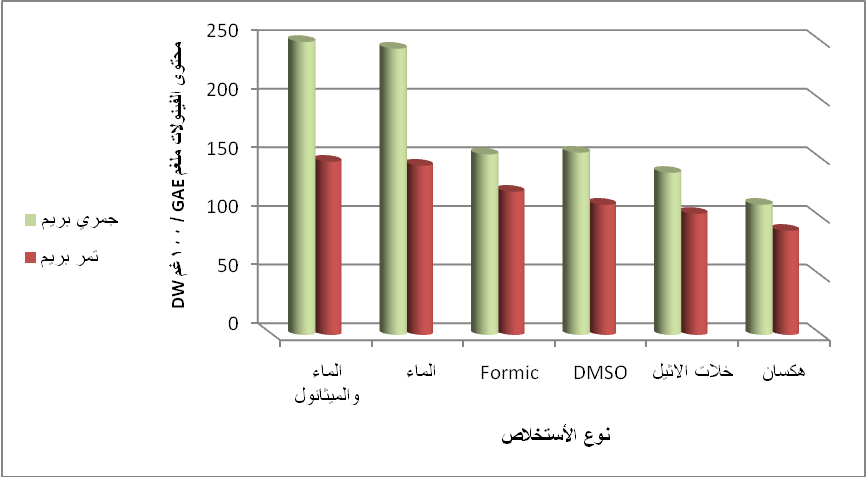 محتوى الفينولات ملغم GAE / ١٠٠ غم DW
250
200
150
100
50
0
جمري بريم
تمر بريم
الماء
والميثانول
الماء
Formic
DMSO
خلات الاثيل
هكسان
نوع الأستخلاص